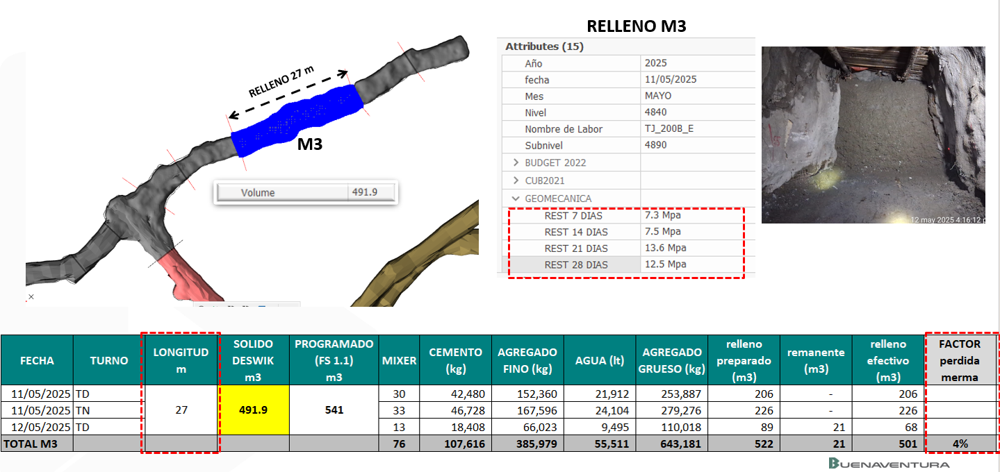 RELLENO M3
RELLENO 27 m
M3
Volume 491.9
Attributes (15)
Año 2025
fecha 11/05/2025
Mes MAYO
Nivel 4840
Nombre de Labor TJ_200B_E
Subnivel 4890
BUDGET 2022
CUB2021
GEOMECANICA
REST 7 DIAS 7.3 Mpa
REST 14 DIAS 7.5 Mpa
REST 21 DIAS 13.6 Mpa
REST 28 DIAS 12.5 Mpa
12 may 2025 4:16:12
FECHA TURNO LONGITUD m SOLIDO DESWIK m3 PROGRAMADO (FS 1.1) m3 MIXER CEMENTO (kg) AGREGADO FINO (kg) AGUA (lt) AGREGADO GRUESO (kg) relleno preparado (m3) remanente (m3) relleno efectivo (m3) FACTOR perdida merma
11/05/2025 TD 30 42,480 152,360 21,912 253,887 206 - 206
11/05/2025 TN 27 491.9 541 33 46,728 167,596 24,104 279,276 226 - 226
12/05/2025 TD 13 18,408 66,023 9,495 110,018 89 21 68
TOTAL M3 76 107,616 385,979 55,511 643,181 522 21 501 4%
BUENAVENTURA